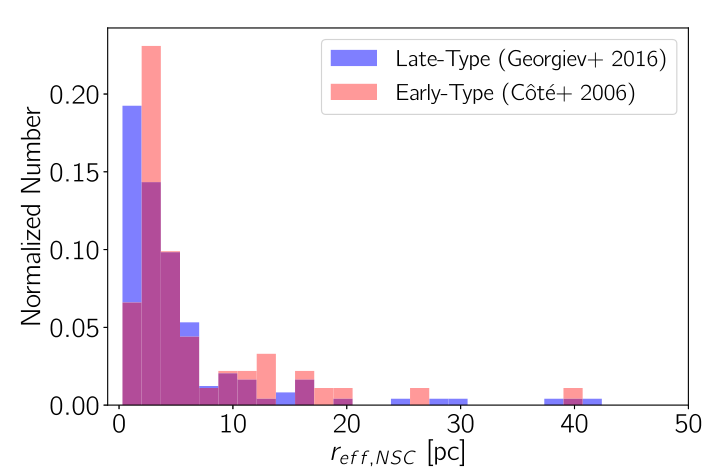 Late-Type (Georgiev+ 2016)
Early-Type (Côté+ 2006)
Normalized Number
0.20
0.15
0.10
0.05
0.00
0 10 20 30 40 50
r_{eff,NSC} [pc]